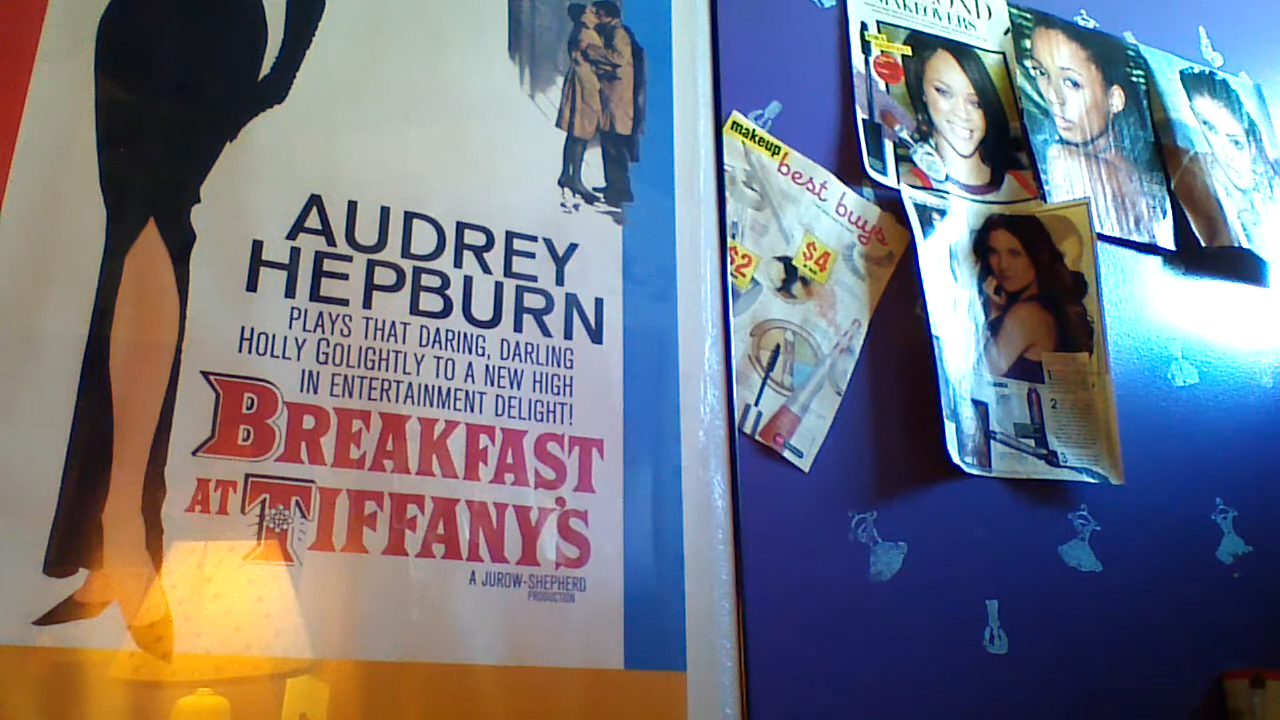 AUDREY
HEPBURN
PLAYS THAT DARING, DARLING
HOLLY GOLIGHTLY TO A NEW HIGH
IN ENTERTAINMENT DELIGHT!
BREAKFAST
AT TIFFANY'S
A JUROW-SHEPHERD
PRODUCTION
makeup
best buys
$2
$4
MAKEOVERS
2